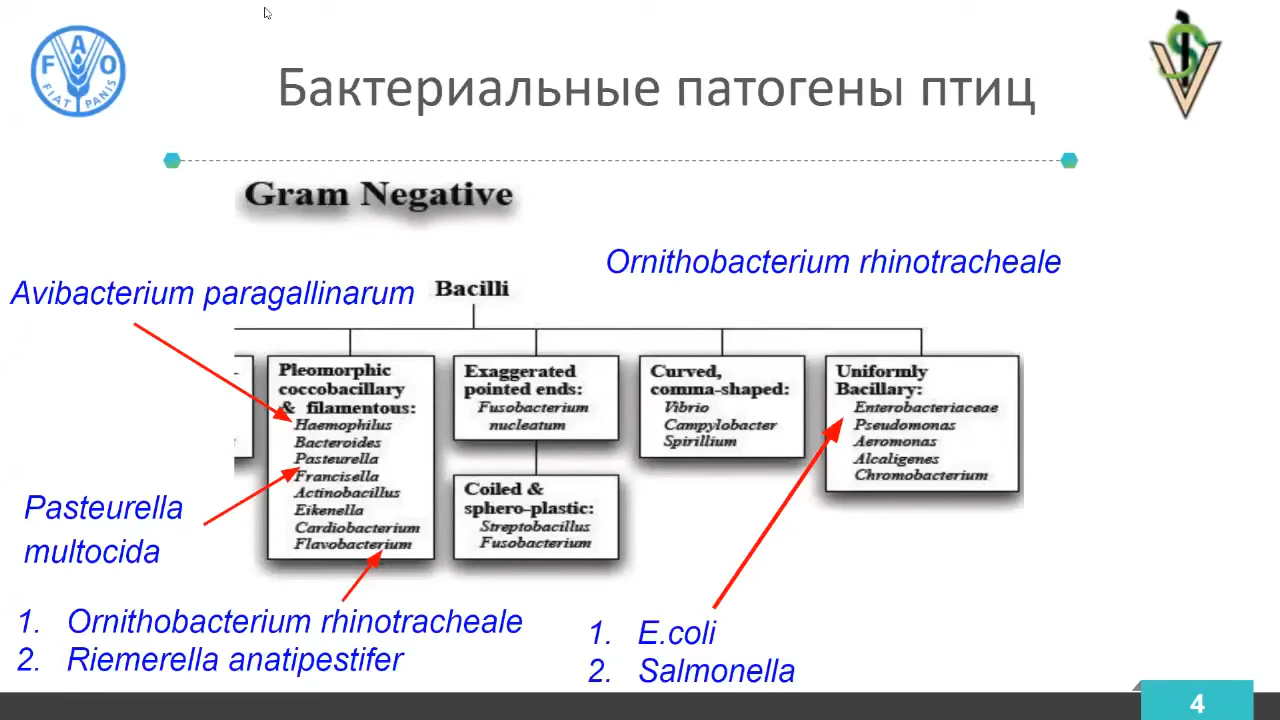 FAO
FIAT PANIS
Бактериальные патогены птиц
Gram Negative
Ornithobacterium rhinotracheale
Avibacterium paragallinarum
Bacilli
Pleomorphic
coccobacillary
& filamentous:
Haemophilus
Bacteroides
Pasteurella
Francisella
Actinobacillus
Eikenella
Cardiobacterium
Flavobacterium
Exaggerated
pointed ends:
Fusobacterium
nucleatum
Coiled &
sphero-plastic:
Streptobacillus
Fusobacterium
Curved,
comma-shaped:
Vibrio
Campylobacter
Spirillium
Uniformly
Bacillary:
Enterobacteriaceae
Pseudomonas
Aeromonas
Alcaligenes
Chromobacterium
Pasteurella
multocida
1. Ornithobacterium rhinotracheale
2. Riemerella anatipestifer
1. E.coli
2. Salmonella
4